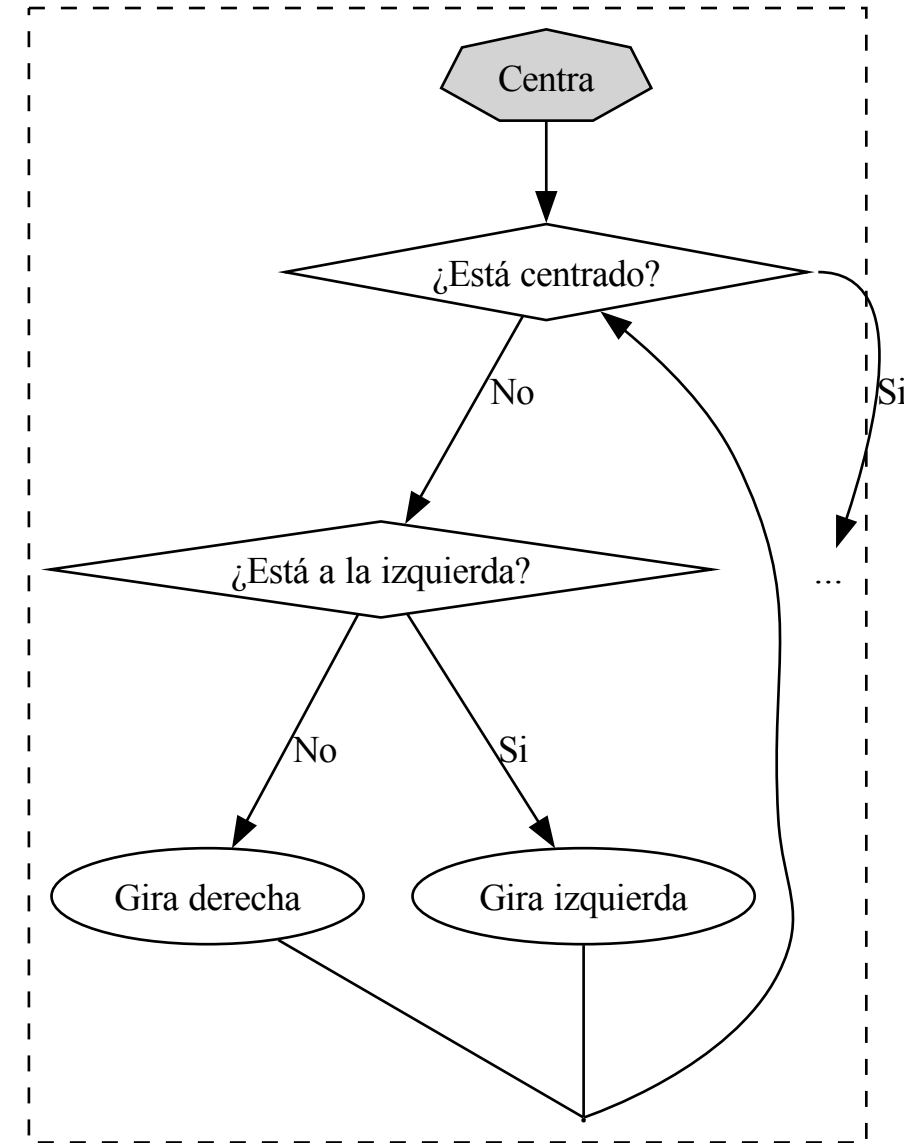 Centra
¿Está centrado?
No
Si
¿Está a la izquierda?
...
No
Si
Gira derecha
Gira izquierda